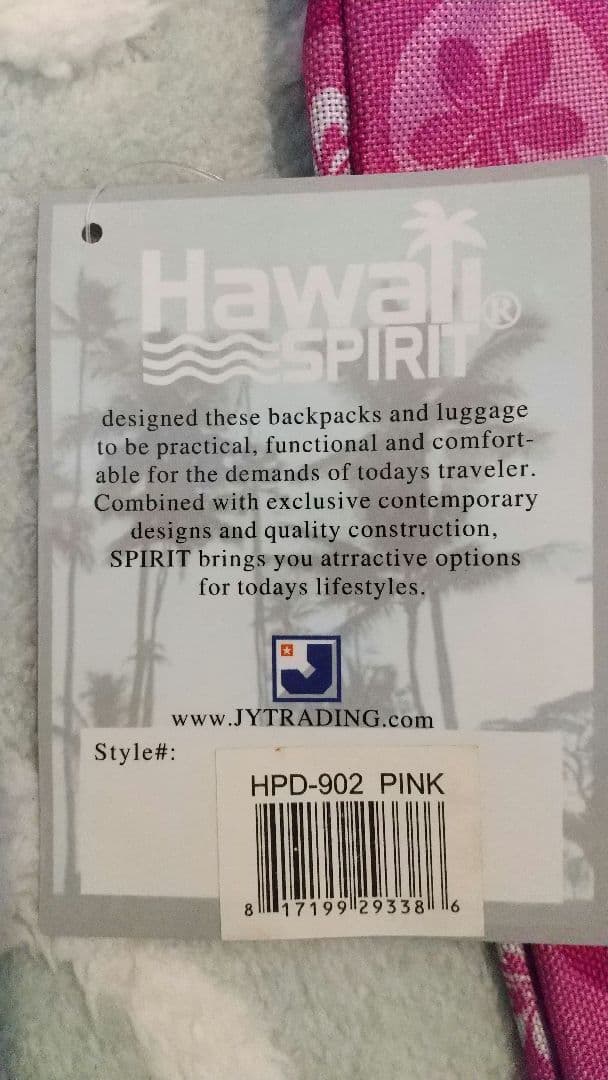 Hawaii®
SPIRIT
designed these backpacks and luggage
to be practical, functional and comfort-
able for the demands of todays traveler.
Combined with exclusive contemporary
designs and quality construction,
SPIRIT brings you atrractive options
for todays lifestyles.
J
www.JYTRADING.com
Style#:
HPD-902 PINK
8 17199 29338 6